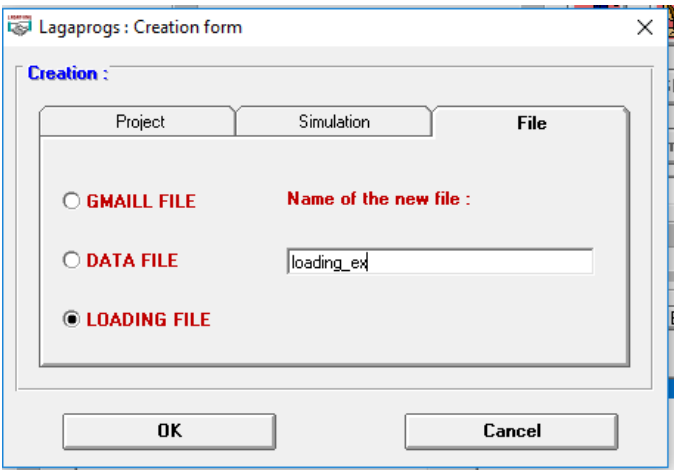 Lagaprogs : Creation form
Creation :
Project
Simulation
File
GMAILL FILE
Name of the new file :
DATA FILE
loading_ex
LOADING FILE
OK
Cancel